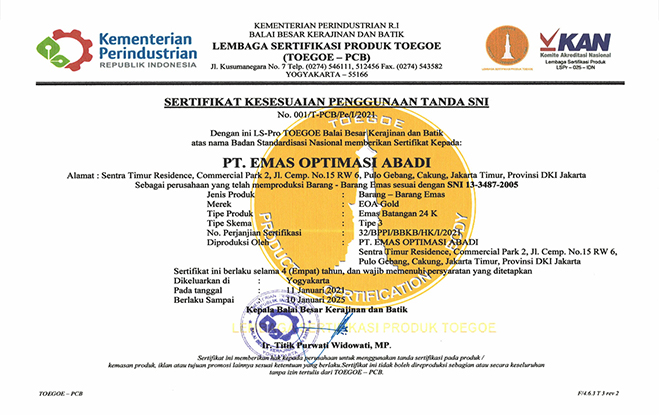 Kementerian
Perindustrian
REPUBLIK INDONESIA
KEMENTERIAN PERINDUSTRIAN R.I
BALAI BESAR KERAJINAN DAN BATIK
LEMBAGA SERTIFIKASI PRODUK TOEGOE
(TOEGOE – PCB)
Jl. Kusumanegara No. 7 Telp. (0274) 546111, 512456 Fax. (0274) 543582
YOGYAKARTA – 55166
KAN
Komite Akreditasi Nasional
Lembaga Sertifikasi Produk
LSPr – 025 – IDN
SERTIFIKAT KESESUAIAN PENGGUNAAN TANDA SNI
No. 001/T-PCB/Pe/I/2021
Dengan ini LS-Pro TOEGOE Balai Besar Kerajinan dan Batik
atas nama Badan Standardisasi Nasional memberikan Sertifikat Kepada:
PT. EMAS OPTIMASI ABADI
Alamat : Sentra Timur Residence, Commercial Park 2, Jl. Cemp. No.15 RW 6, Pulo Gebang, Cakung, Jakarta Timur, Provinsi DKI Jakarta
Sebagai perusahaan yang telah memproduksi Barang - Barang Emas sesuai dengan SNI 13-3487-2005
Jenis Produk : Barang – Barang Emas
Merek : EOA Gold
Tipe Produk : Emas Batangan 24 K
Tipe Skema : Tipe 3
No. Perjanjian Sertifikasi : 32/BPPI/BBKB/HK/I/2021
Diproduksi Oleh : PT. EMAS OPTIMASI ABADI
Sentra Timur Residence, Commercial Park 2, Jl. Cemp. No.15 RW 6,
Pulo Gebang, Cakung, Jakarta Timur, Provinsi DKI Jakarta
Sertifikat ini berlaku selama 4 (Empat) tahun, dan wajib memenuhi persyaratan yang ditetapkan
Dikeluarkan di : Yogyakarta
Pada tanggal : 11 Januari 2021
Berlaku Sampai : 10 Januari 2025
Kepala Balai Besar Kerajinan dan Batik
LEMBAGA SERTIFIKASI PRODUK TOEGOE
Ir. Titik Purwati Widowati, MP.
Sertifikat ini memberikan hak kepada perusahaan untuk menggunakan tanda sertifikasi pada produk /
kemasan produk, iklan atau tujuan promosi lainnya sesuai ketentuan yang berlaku.Sertifikat ini tidak boleh direproduksi sebagian atau secara keseluruhan
tanpa izin tertulis dari TOEGOE – PCB.
TOEGOE – PCB
F/4.6.3 T 3 rev 2